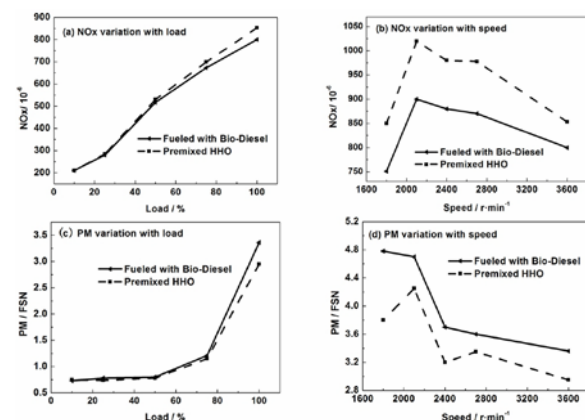 (a) NOx variation with load
NOx/ 10⁻⁶
900
800
700
600
500
400
300
200
Fueled with Bio-Diesel
Premixed HHO
0 20 40 60 80 100
Load / %
(b) NOx variation with speed
NOx/ 10⁻⁶
1050
1000
950
900
850
800
750
Fueled with Bio-Diesel
Premixed HHO
1600 2000 2400 2800 3200 3600
Speed / r·min⁻¹
(c) PM variation with load
PM / FSN
3.5
3.0
2.5
2.0
1.5
1.0
0.5
Fueled with Bio-Diesel
Premixed HHO
0 20 40 60 80 100
Load / %
(d) PM variation with speed
PM / FSN
4.8
4.4
4.0
3.6
3.2
2.8
Fueled with Bio-Diesel
Premixed HHO
1600 2000 2400 2800 3200 3600
Speed / r·min⁻¹